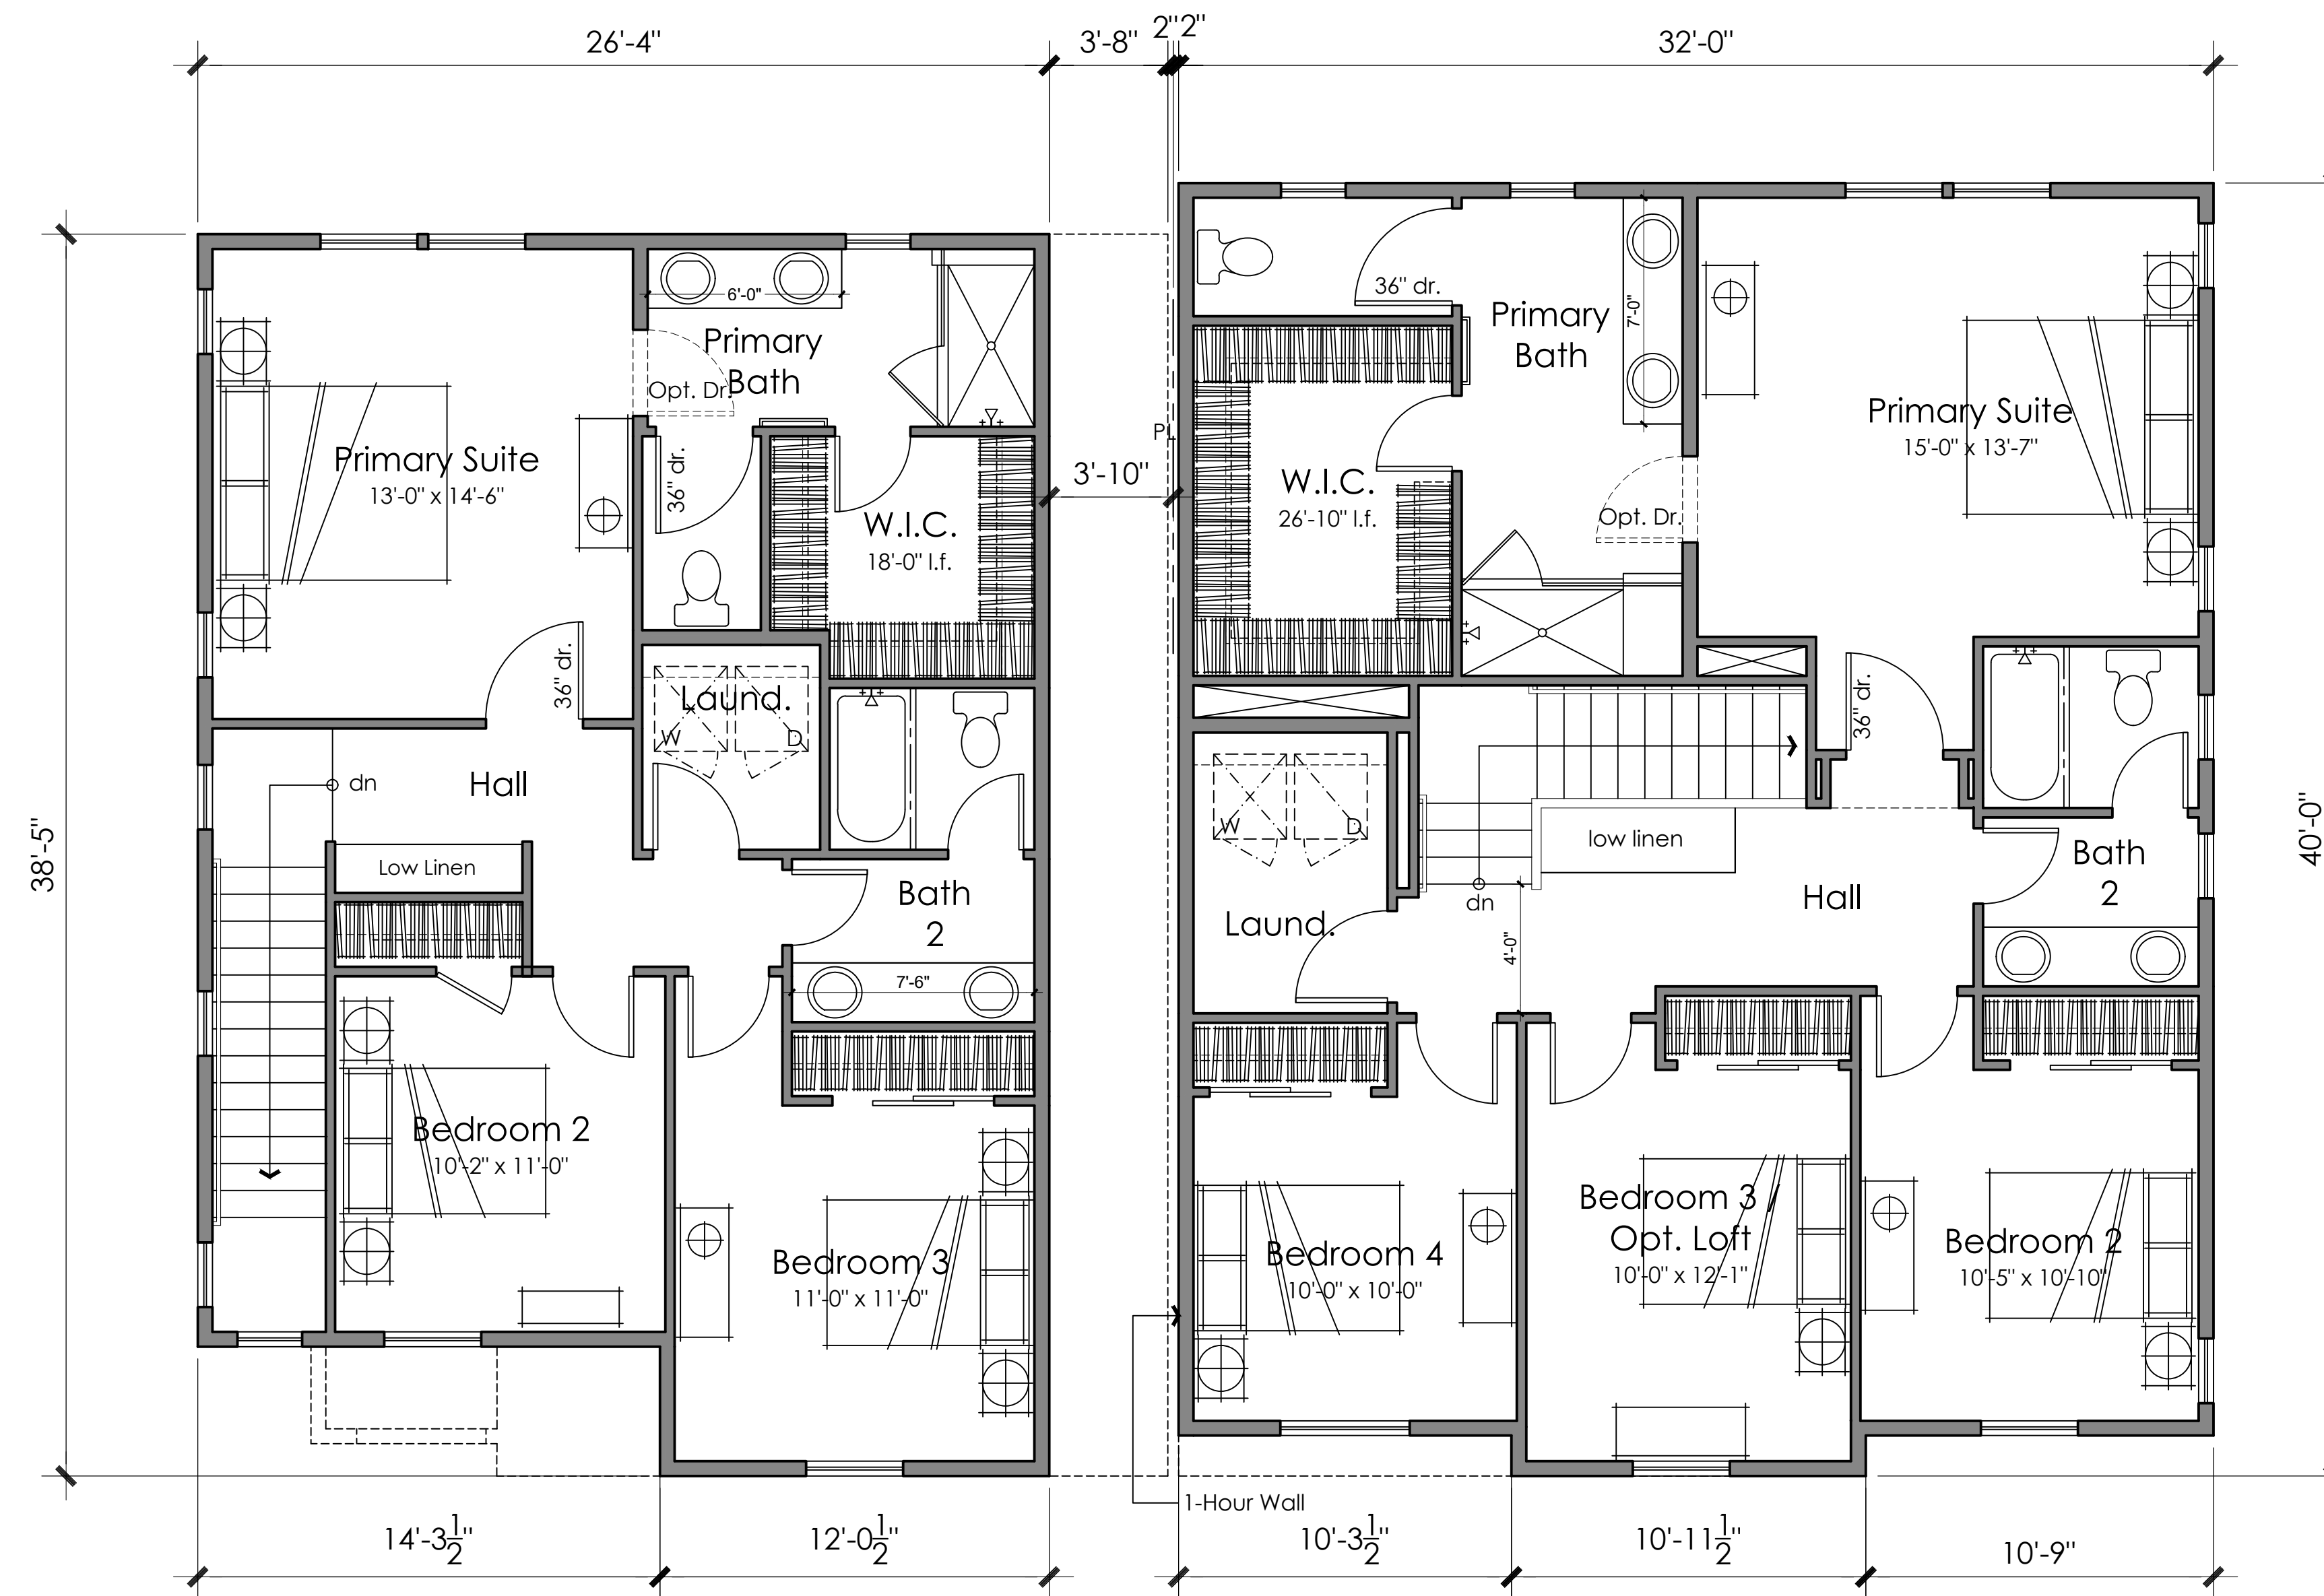 26'-4"
3'-8"
2"
2"
32'-0"
38'-5"
40'-0"
6'-0"
Primary
Bath
Opt. Dr.
Primary Suite
13'-0" x 14'-6"
36" dr.
W.I.C.
18'-0" l.f.
36" dr.
Laund.
W
D
dn
Hall
Low Linen
Bath
2
7'-6"
Bedroom 2
10'-2" x 11'-0"
Bedroom 3
11'-0" x 11'-0"
PL
3'-10"
36" dr.
Primary
Bath
7'-0"
Primary Suite
15'-0" x 13'-7"
W.I.C.
26'-10" l.f.
Opt. Dr.
36" dr.
W
D
low linen
Laund.
dn
4'-0"
Hall
Bath
2
Bedroom 4
10'-0" x 10'-0"
Bedroom 3 /
Opt. Loft
10'-0" x 12'-1"
Bedroom 2
10'-5" x 10'-10"
1-Hour Wall
14'-3 1/2"
12'-0 1/2"
10'-3 1/2"
10'-11 1/2"
10'-9"